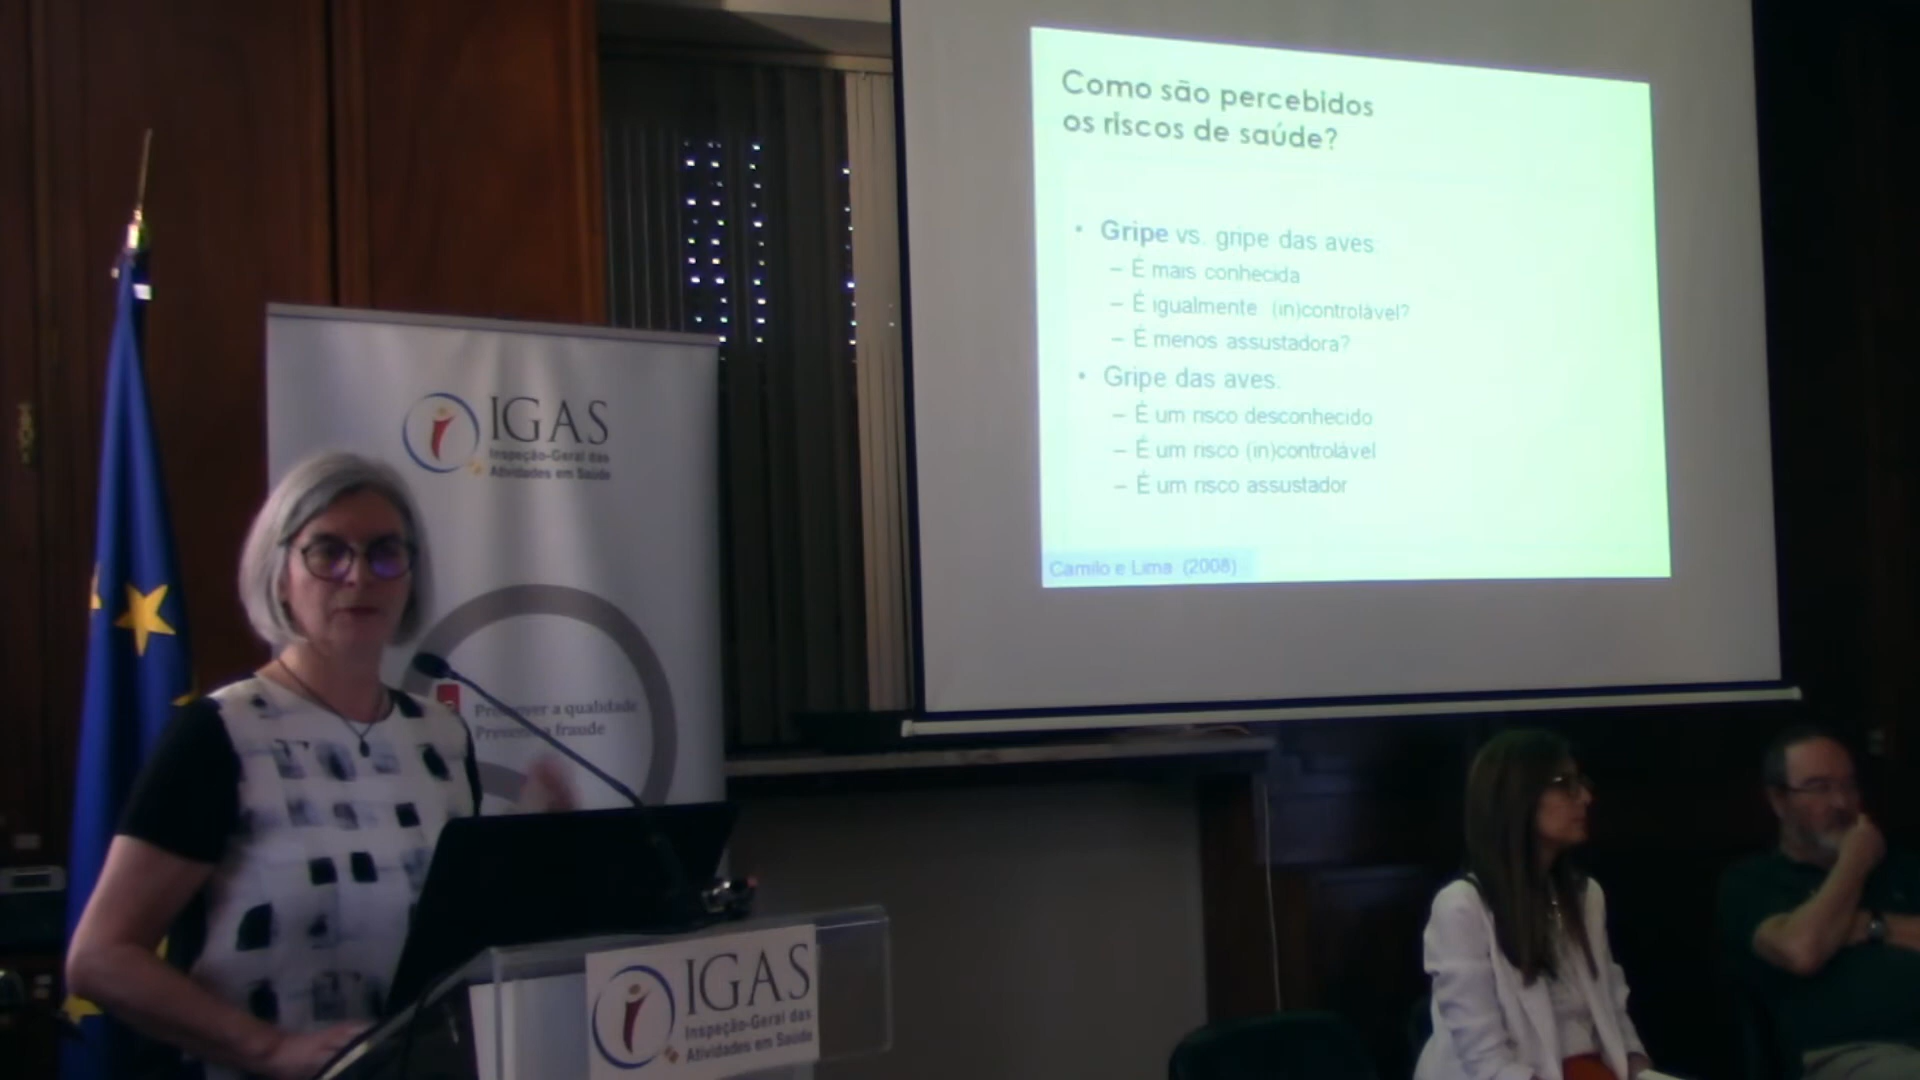 Como são percebidos
os riscos de saúde?
• Gripe vs. gripe das aves:
– É mais conhecida
– É igualmente (in)controlável?
– É menos assustadora?
• Gripe das aves:
– É um risco desconhecido
– É um risco (in)controlável
– É um risco assustador
Camilo e Lima (2008)
IGAS
Inspeção-Geral das
Atividades em Saúde
a qualidade
fraude
IGAS
Inspeção-Geral das
Atividades em Saúde